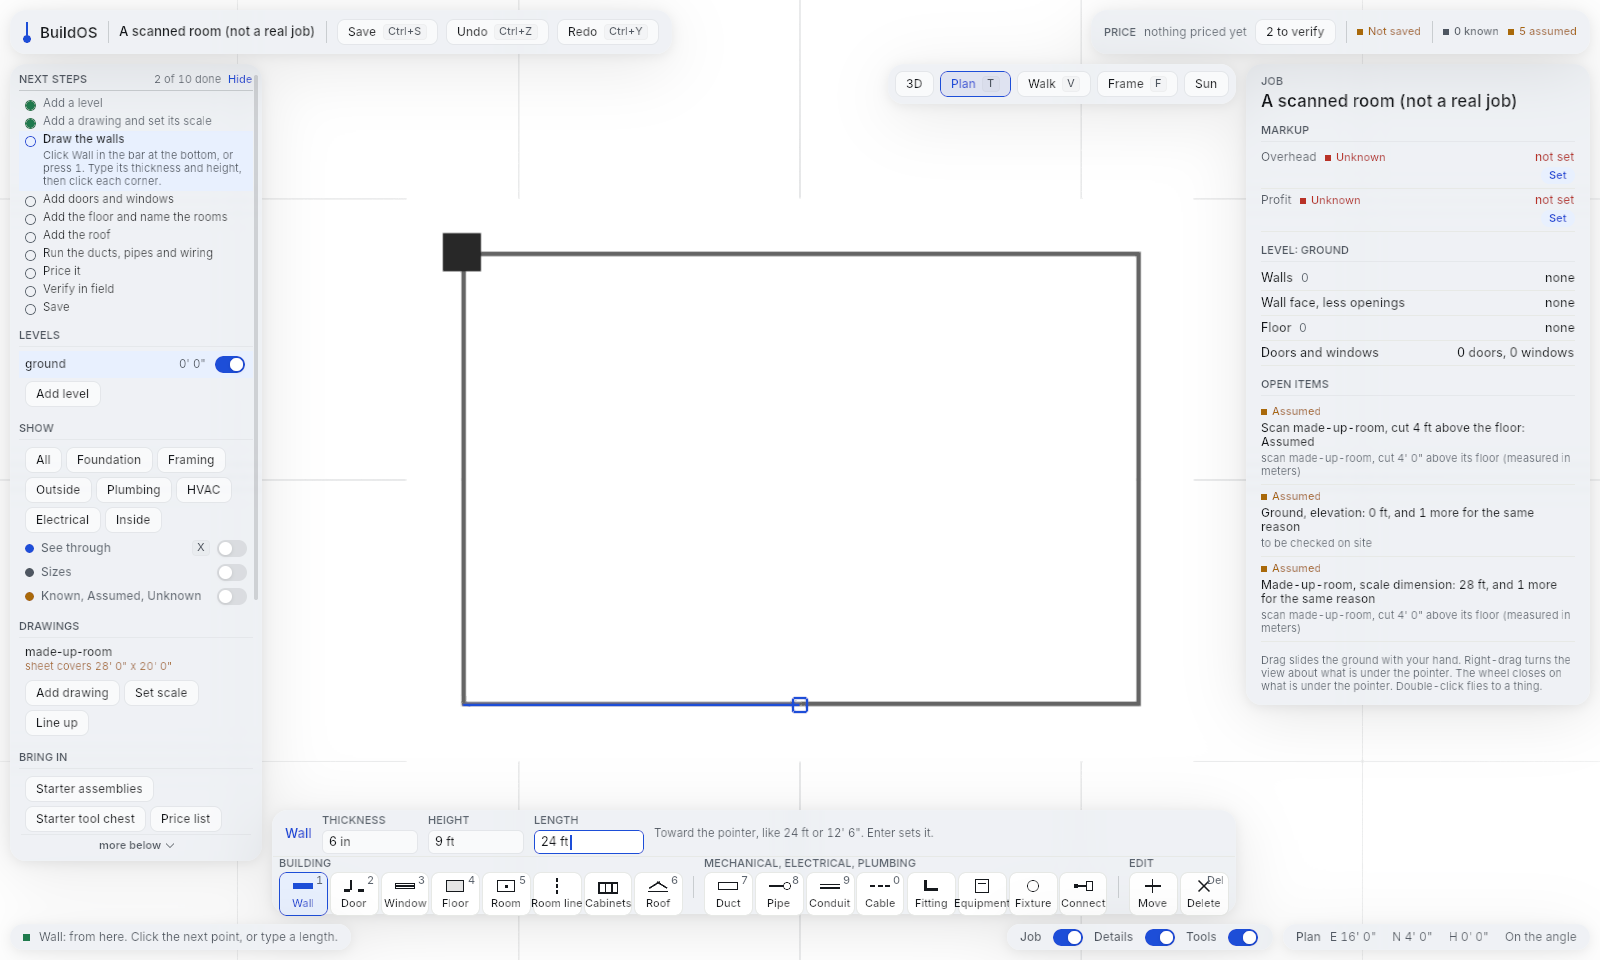 BuildOS
A scanned room (not a real job)
Save Ctrl+S
Undo Ctrl+Z
Redo Ctrl+Y
PRICE nothing priced yet 2 to verify
Not saved
0 known
5 assumed
NEXT STEPS 2 of 10 done Hide
Add a level
Add a drawing and set its scale
Draw the walls
Click Wall in the bar at the bottom, or
press 1. Type its thickness and height,
then click each corner.
Add doors and windows
Add the floor and name the rooms
Add the roof
Run the ducts, pipes and wiring
Price it
Verify in field
Save
LEVELS
ground 0' 0"
Add level
SHOW
All Foundation Framing
Outside Plumbing HVAC
Electrical Inside
See through X
Sizes
Known, Assumed, Unknown
DRAWINGS
made-up-room
sheet covers 28' 0" x 20' 0"
Add drawing Set scale
Line up
BRING IN
Starter assemblies
Starter tool chest Price list
more below
3D
Plan T
Walk V
Frame F
Sun
JOB
A scanned room (not a real job)
MARKUP
Overhead Unknown not set
Set
Profit Unknown not set
Set
LEVEL: GROUND
Walls 0 none
Wall face, less openings none
Floor 0 none
Doors and windows 0 doors, 0 windows
OPEN ITEMS
Assumed
Scan made-up-room, cut 4 ft above the floor:
Assumed
scan made-up-room, cut 4' 0" above its floor (measured in
meters)
Assumed
Ground, elevation: 0 ft, and 1 more for the same
reason
to be checked on site
Assumed
Made-up-room, scale dimension: 28 ft, and 1 more
for the same reason
scan made-up-room, cut 4' 0" above its floor (measured in
meters)
Drag slides the ground with your hand. Right-drag turns the
view about what is under the pointer. The wheel closes on
what is under the pointer. Double-click flies to a thing.
Wall
THICKNESS HEIGHT LENGTH
6 in 9 ft 24 ft
Toward the pointer, like 24 ft or 12' 6". Enter sets it.
BUILDING
1 Wall
2 Door
3 Window
4 Floor
5 Room
Room line
Cabinets
6 Roof
MECHANICAL, ELECTRICAL, PLUMBING
7 Duct
8 Pipe
9 Conduit
0 Cable
Fitting
Equipment
Fixture
Connect
EDIT
Move
Del Delete
Wall: from here. Click the next point, or type a length.
Job Details Tools
Plan E 16' 0" N 4' 0" H 0' 0" On the angle